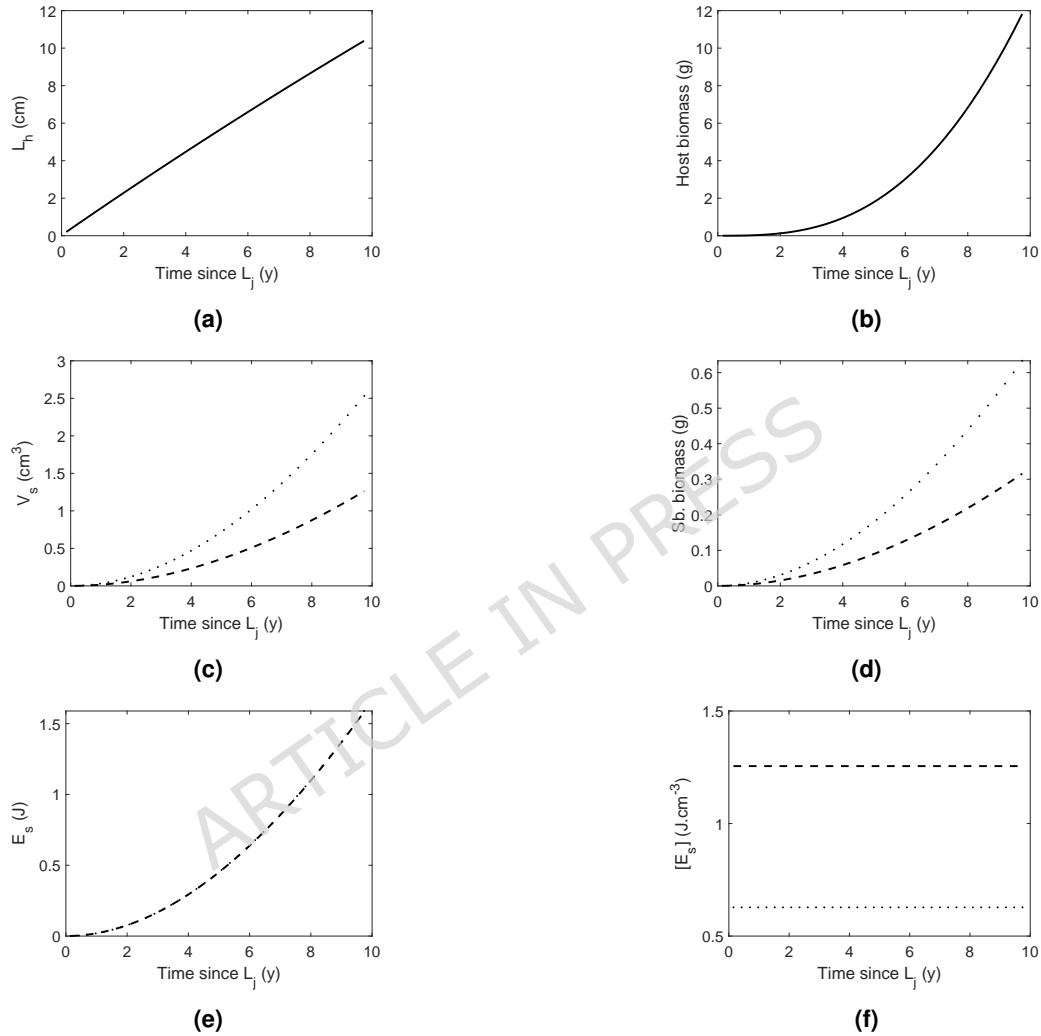 12
10
8
6
4
2
0
L_h (cm)
0 2 4 6 8 10
Time since L_j (y)
(a)
12
10
8
6
4
2
0
Host biomass (g)
0 2 4 6 8 10
Time since L_j (y)
(b)
3
2.5
2
1.5
1
0.5
0
V_s (cm³)
0 2 4 6 8 10
Time since L_j (y)
(c)
0.6
0.5
0.4
0.3
0.2
0.1
0
Sb. biomass (g)
0 2 4 6 8 10
Time since L_j (y)
(d)
1.5
1
0.5
0
E_s (J)
0 2 4 6 8 10
Time since L_j (y)
(e)
1.5
1
0.5
[E_s] (J.cm⁻³)
0 2 4 6 8 10
Time since L_j (y)
(f)
ARTICLE IN PRESS